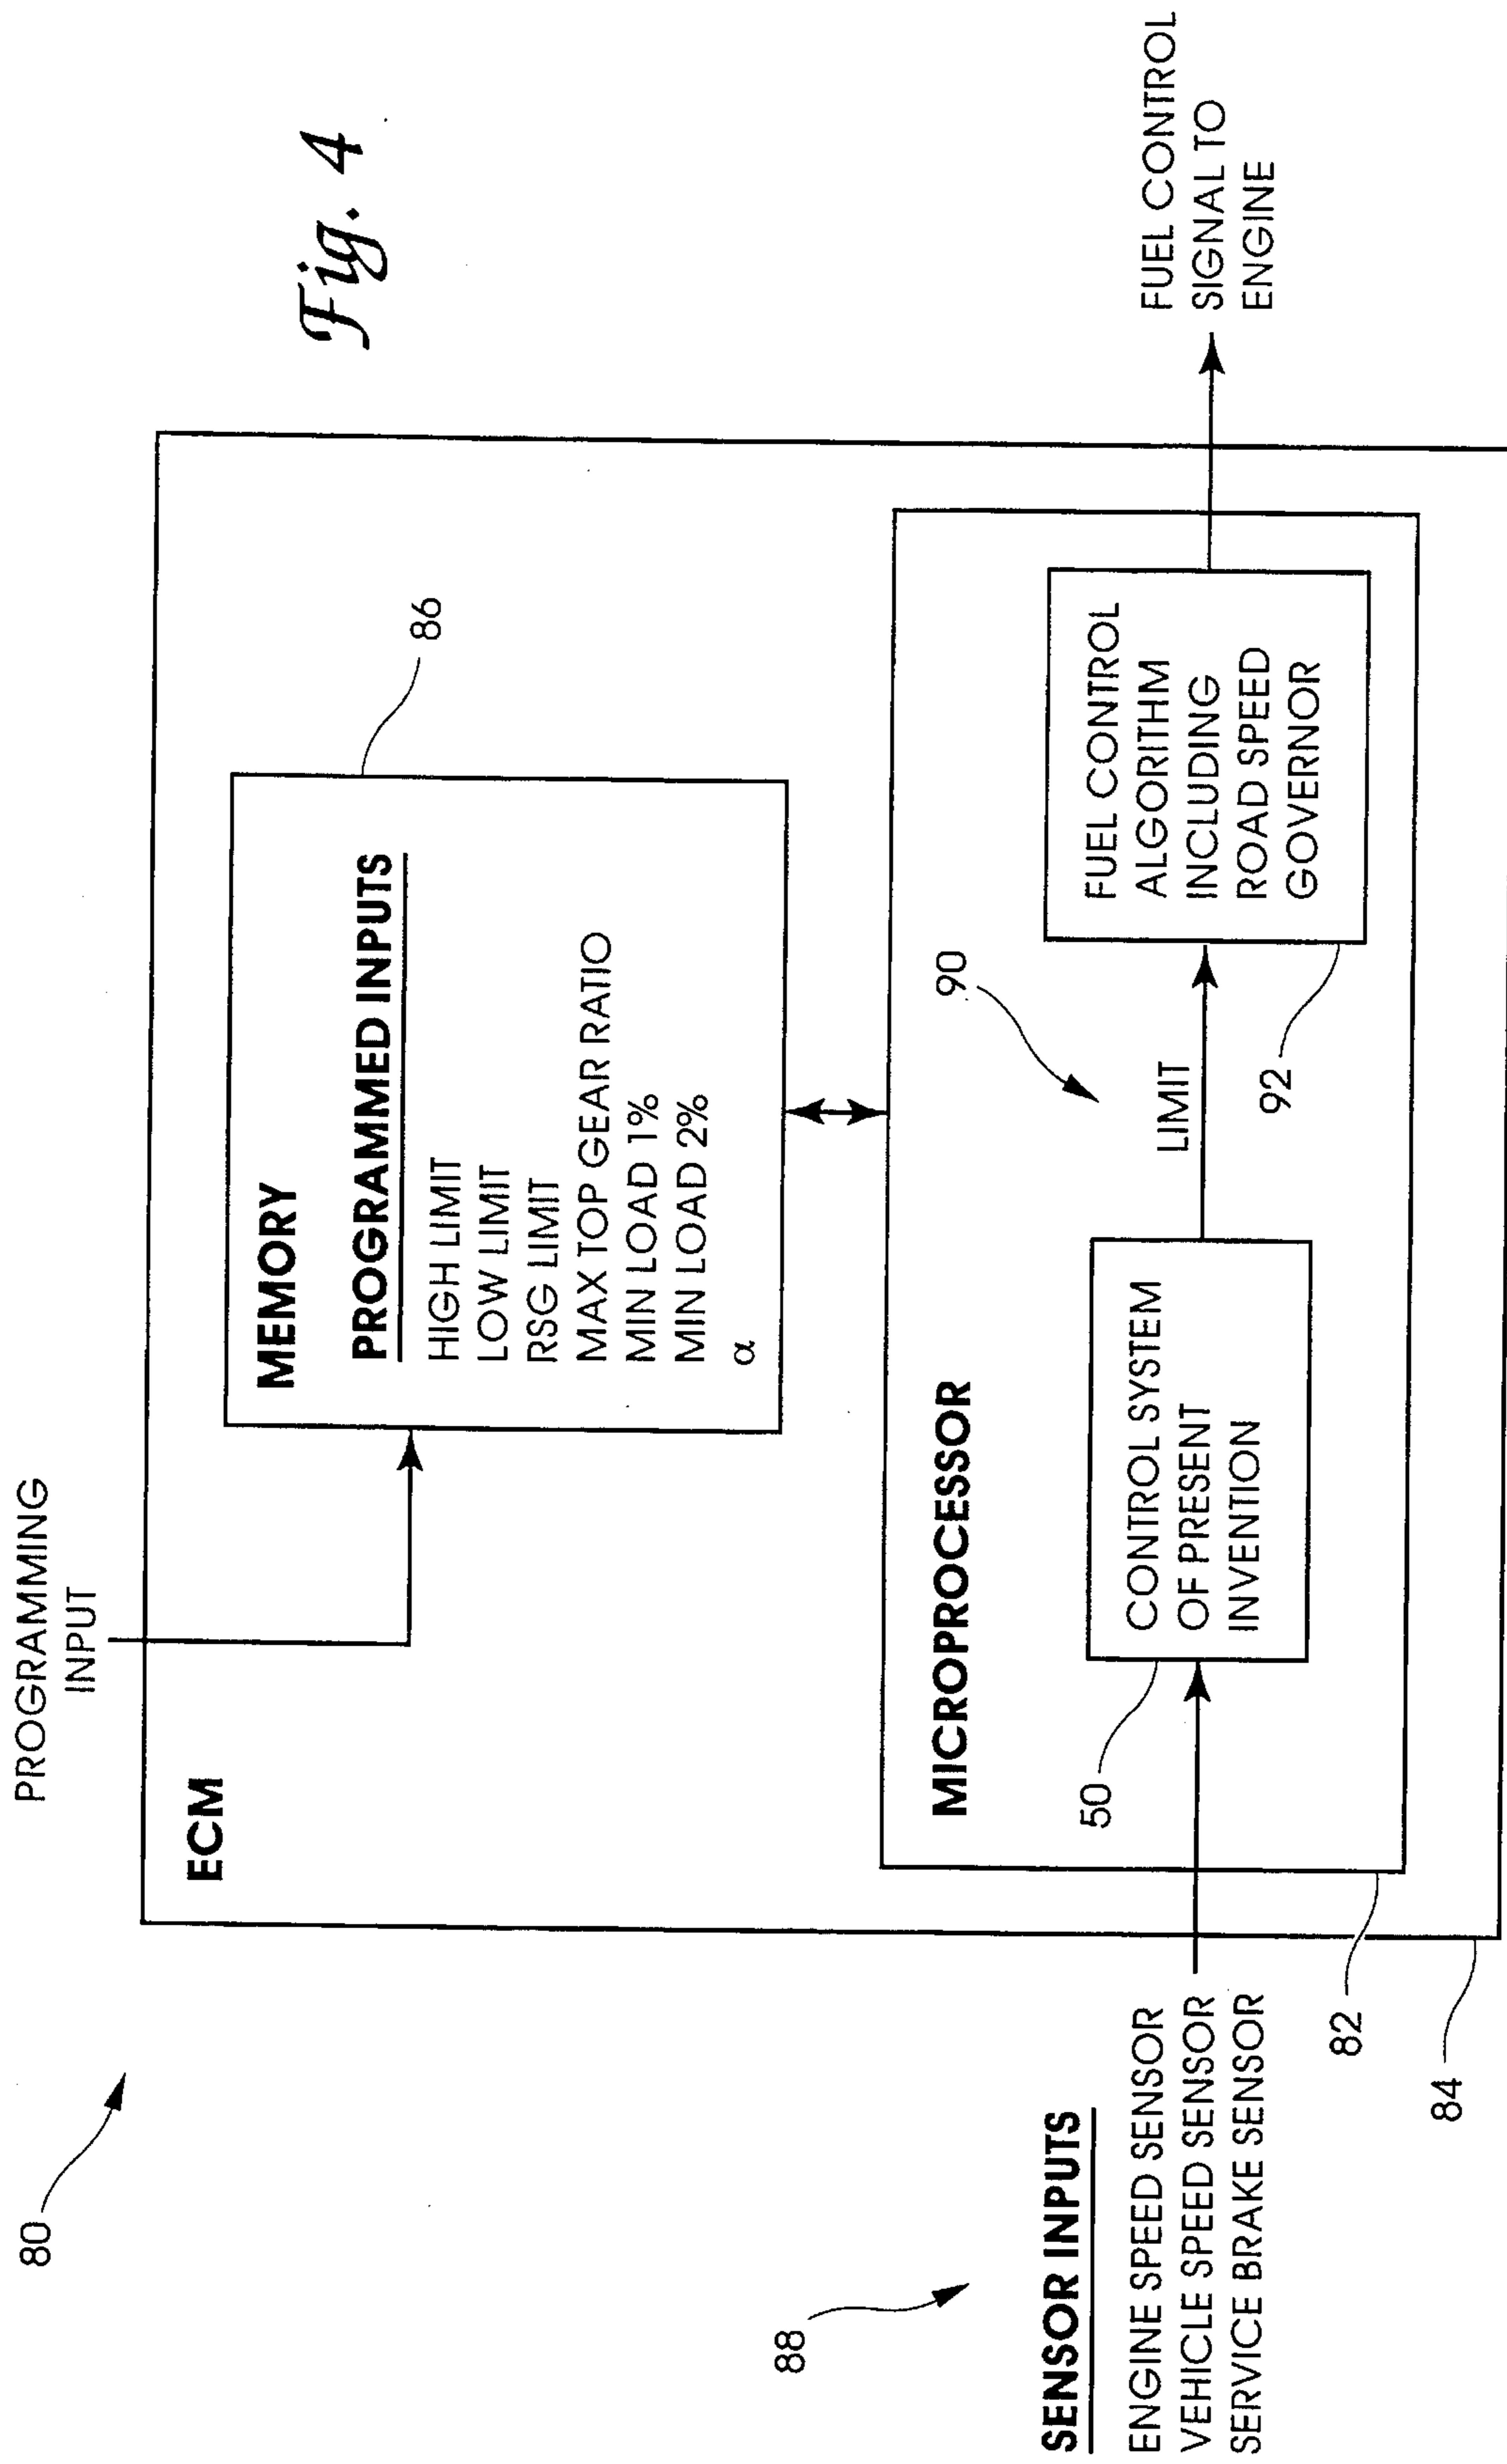 Fig. 4
80
PROGRAMMING
INPUT
ECM
MEMORY
PROGRAMMED INPUTS
HIGH LIMIT
LOW LIMIT
RSG LIMIT
MAX TOP GEAR RATIO
MIN LOAD 1%
MIN LOAD 2%
α
86
MICROPROCESSOR
90
50
CONTROL SYSTEM
OF PRESENT
INVENTION
LIMIT
FUEL CONTROL
ALGORITHM
INCLUDING
ROAD SPEED
GOVERNOR
92
FUEL CONTROL
SIGNAL TO
ENGINE
88
SENSOR INPUTS
ENGINE SPEED SENSOR
VEHICLE SPEED SENSOR
SERVICE BRAKE SENSOR
82
84